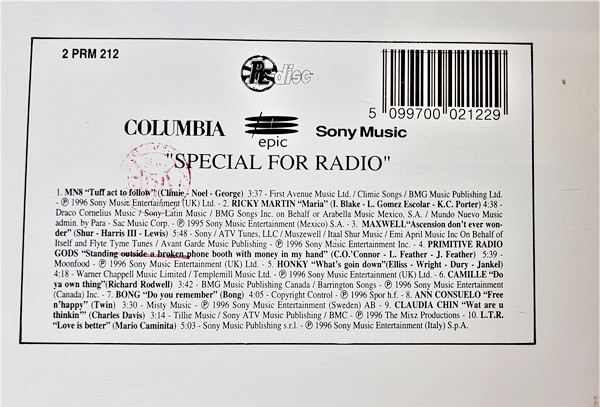 2 PRM 212
disc
5 099700 021229
COLUMBIA epic Sony Music
"SPECIAL FOR RADIO"
1. MN8 "Tuff act to follow" (Climie - Noel - George) 3:37 - First Avenue Music Ltd. / Climic Songs / BMG Music Publishing Ltd.
- ℗ 1996 Sony Music Entertainment (UK) Ltd. - 2. RICKY MARTIN "Maria" (I. Blake - L. Gomez Escolar - K.C. Porter) 4:38 -
Draco Cornelius Music / Sony Latin Music / BMG Songs Inc. on Behalf or Arabella Music Mexico, S.A. / Mundo Nuevo Music
admin. by Para - Sac Music Corp. - ℗ 1995 Sony Music Entertainment (Mexico) S.A. - 3. MAXWELL"Ascension don't ever won-
der" (Shur - Harris III - Lewis) 5:48 - Sony / ATV Tunes, LLC / Muszewell / Itaal Shur Music / Emi April Music Inc On Behalf Of
Itself and Flyte Tyme Tunes / Avant Garde Music Publishing - ℗ 1996 Sony Music Entertainment Inc. - 4. PRIMITIVE RADIO
GODS "Standing outside a broken phone booth with money in my hand" (C.O.'Connor - L. Feather - J. Feather) 5:39
- Moonfood - ℗ 1996 Sony Music Entertainment (UK) Ltd. - 5. HONKY "What's goin down"(Elliss - Wright - Dury - Jankel)
4:18 - Warner Chappell Music Limited / Templemill Music Ltd. - ℗ 1996 Sony Music Entertainment (UK) Ltd. - 6. CAMILLE "Do
ya own thing"(Richard Rodwell) 3:42 - BMG Music Publishing Canada / Barrington Songs - ℗ 1996 Sony Music Entertainment
(Canada) Inc. - 7. BONG "Do you remember" (Bong) 4:05 - Copyright Control - ℗ 1996 Spor h.f. - 8. ANN CONSUELO "Free
n'happy" (Twin) 3:30 - Misty Music - ℗ 1996 Sony Music Entertainment (Sweden) AB - 9. CLAUDIA CHIN "Wat are u
thinkin'" (Charles Davis) 3:14 - Tillie Music / Sony ATV Music Publishing / BMC - ℗ 1996 The Mixz Productions - 10. L.T.R.
"Love is better" (Mario Caminita) 5:03 - Sony Music Publishing s.r.l. - ℗ 1996 Sony Music Entertainment (Italy) S.p.A.